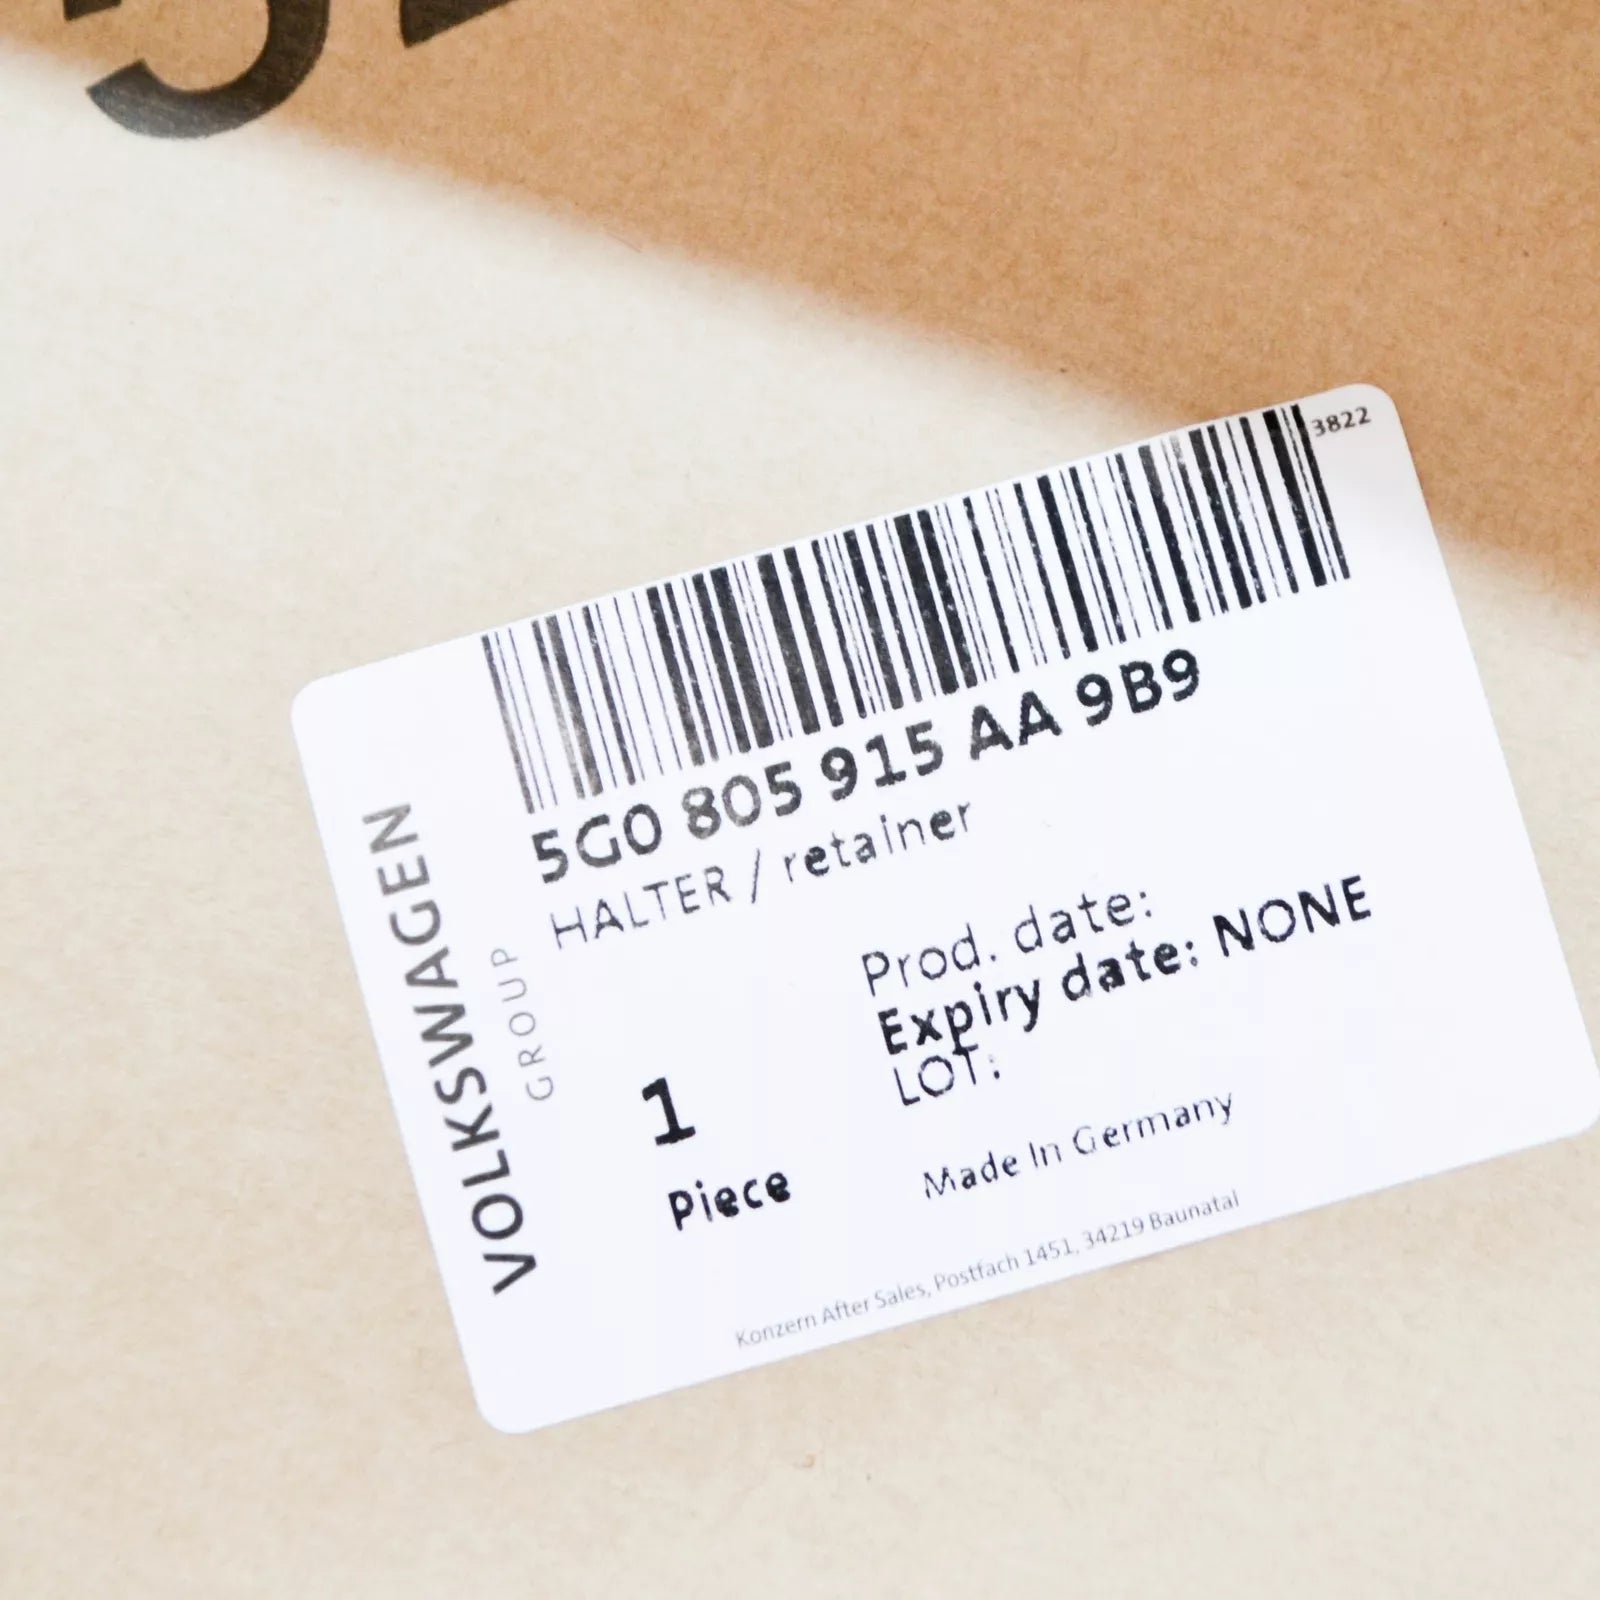 3822
5G0 805 915 AA 9B9
HALTER / retainer
Prod. date:
Expiry date: NONE
LOT:
1
Piece
Made In Germany
Konzern After Sales, Postfach 1451, 34219 Baunatal
VOLKSWAGEN
GROUP